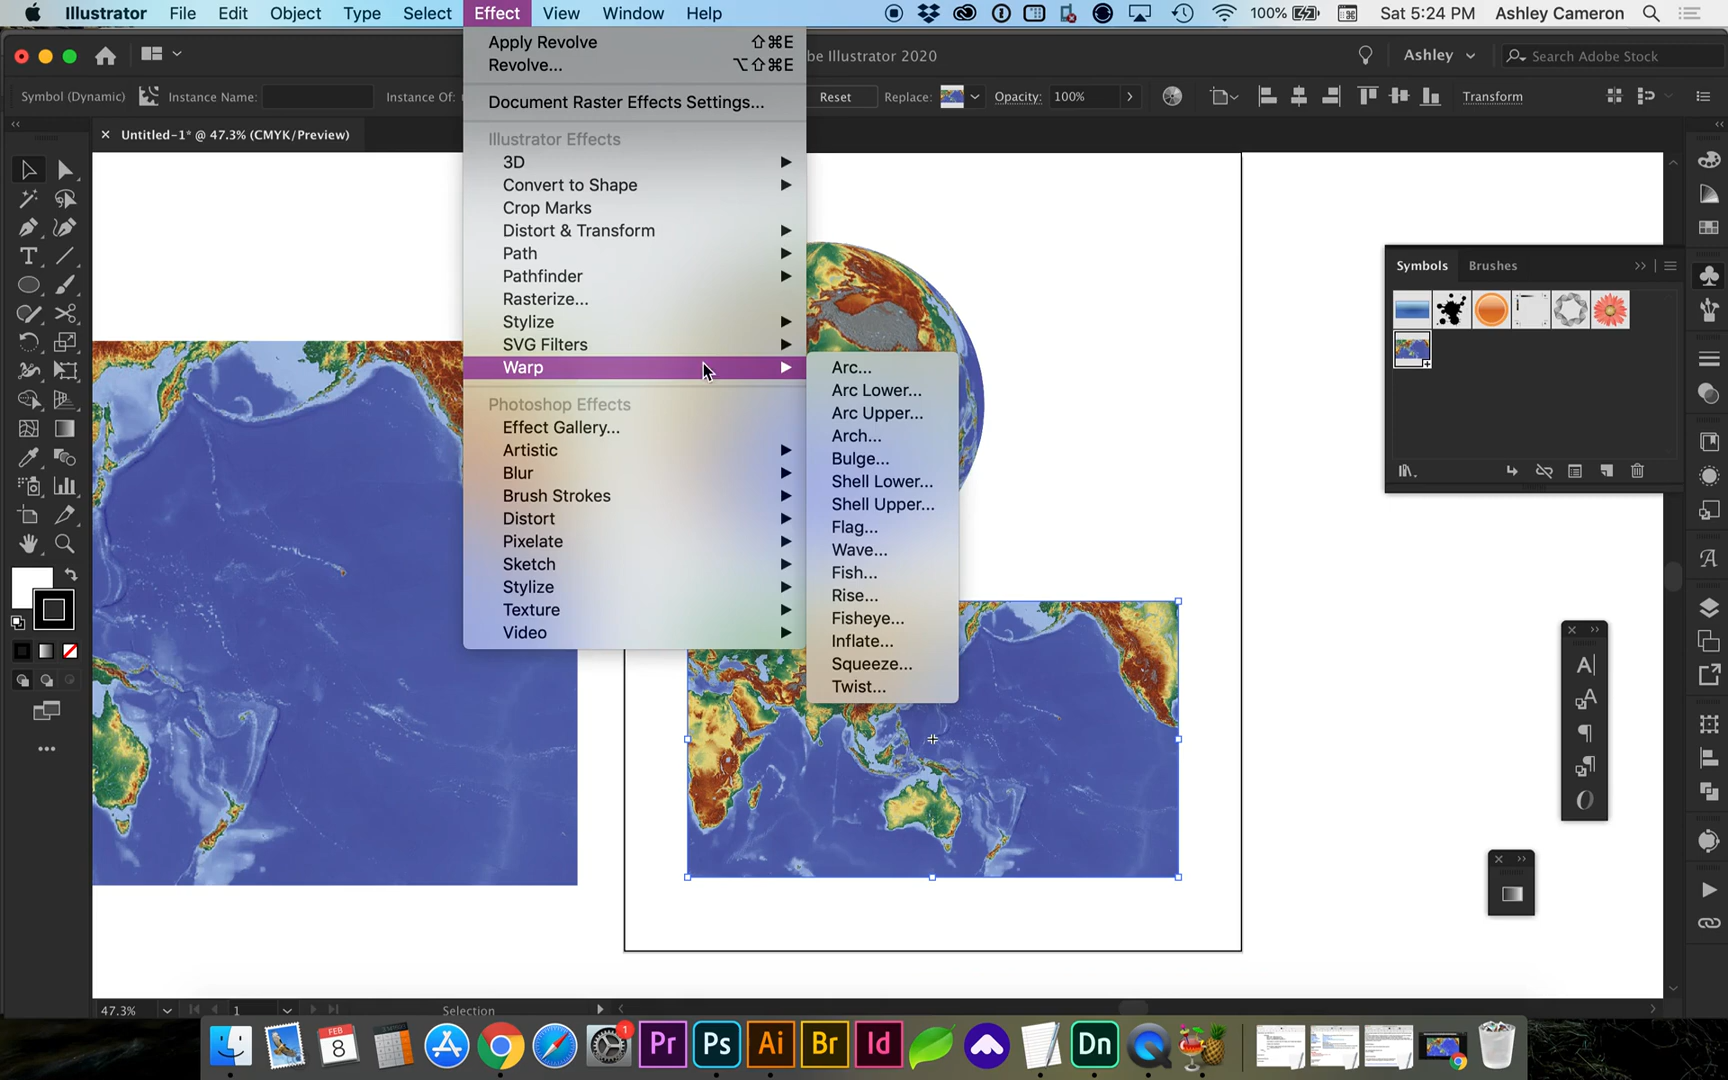 Illustrator File Edit Object Type Select Effect View Window Help 100% Sat 5:24 PM Ashley Cameron
be Illustrator 2020 Ashley Search Adobe Stock
Symbol (Dynamic) Instance Name: Instance Of: Reset Replace: Opacity: 100% Transform
× Untitled-1* @ 47.3% (CMYK/Preview)
Apply Revolve ⇧⌘E
Revolve... ⌥⇧⌘E
Document Raster Effects Settings...
Illustrator Effects
3D
Convert to Shape
Crop Marks
Distort & Transform
Path
Pathfinder
Rasterize...
Stylize
SVG Filters
Warp
Photoshop Effects
Effect Gallery...
Artistic
Blur
Brush Strokes
Distort
Pixelate
Sketch
Stylize
Texture
Video
Arc...
Arc Lower...
Arc Upper...
Arch...
Bulge...
Shell Lower...
Shell Upper...
Flag...
Wave...
Fish...
Rise...
Fisheye...
Inflate...
Squeeze...
Twist...
Symbols Brushes
47.3% 1 Selection
FEB
8
1
Pr Ps Ai Br Id Dn